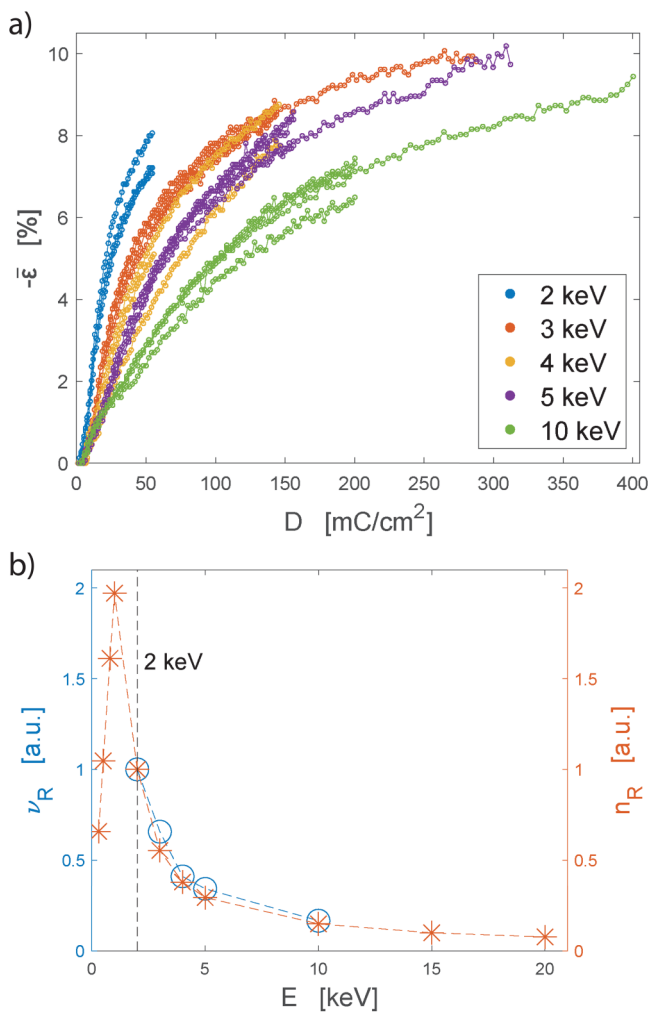 a)
10
8
6
4
2
0
-ε̄ [%]
2 keV
3 keV
4 keV
5 keV
10 keV
0 50 100 150 200 250 300 350 400
D [mC/cm²]
b)
2 2
1.5 1.5
2 keV
1 1
0.5 0.5
0 0
ν_R [a.u.]
n_R [a.u.]
0 5 10 15 20
E [keV]